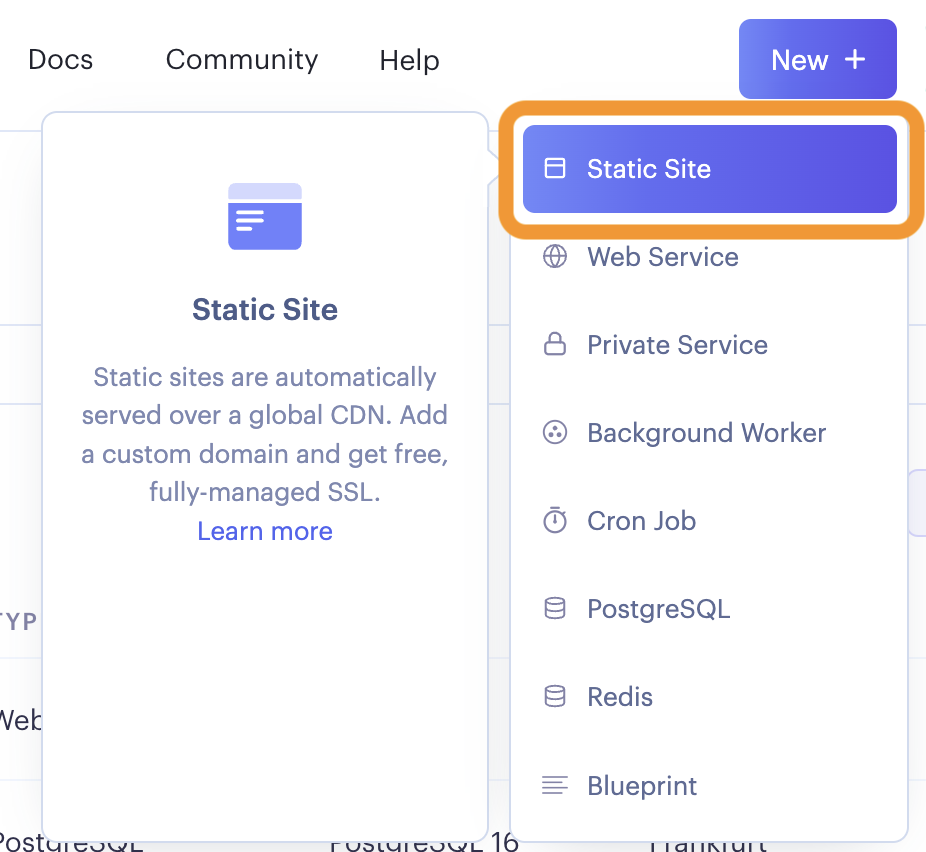 Docs Community Help New +
Static Site
Static Site
Static sites are automatically
served over a global CDN. Add
a custom domain and get free,
fully-managed SSL.
Learn more
Web Service
Private Service
Background Worker
Cron Job
PostgreSQL
Redis
Blueprint
TYP
Web
PostgreSQL PostgreSQL 16 Frankfurt